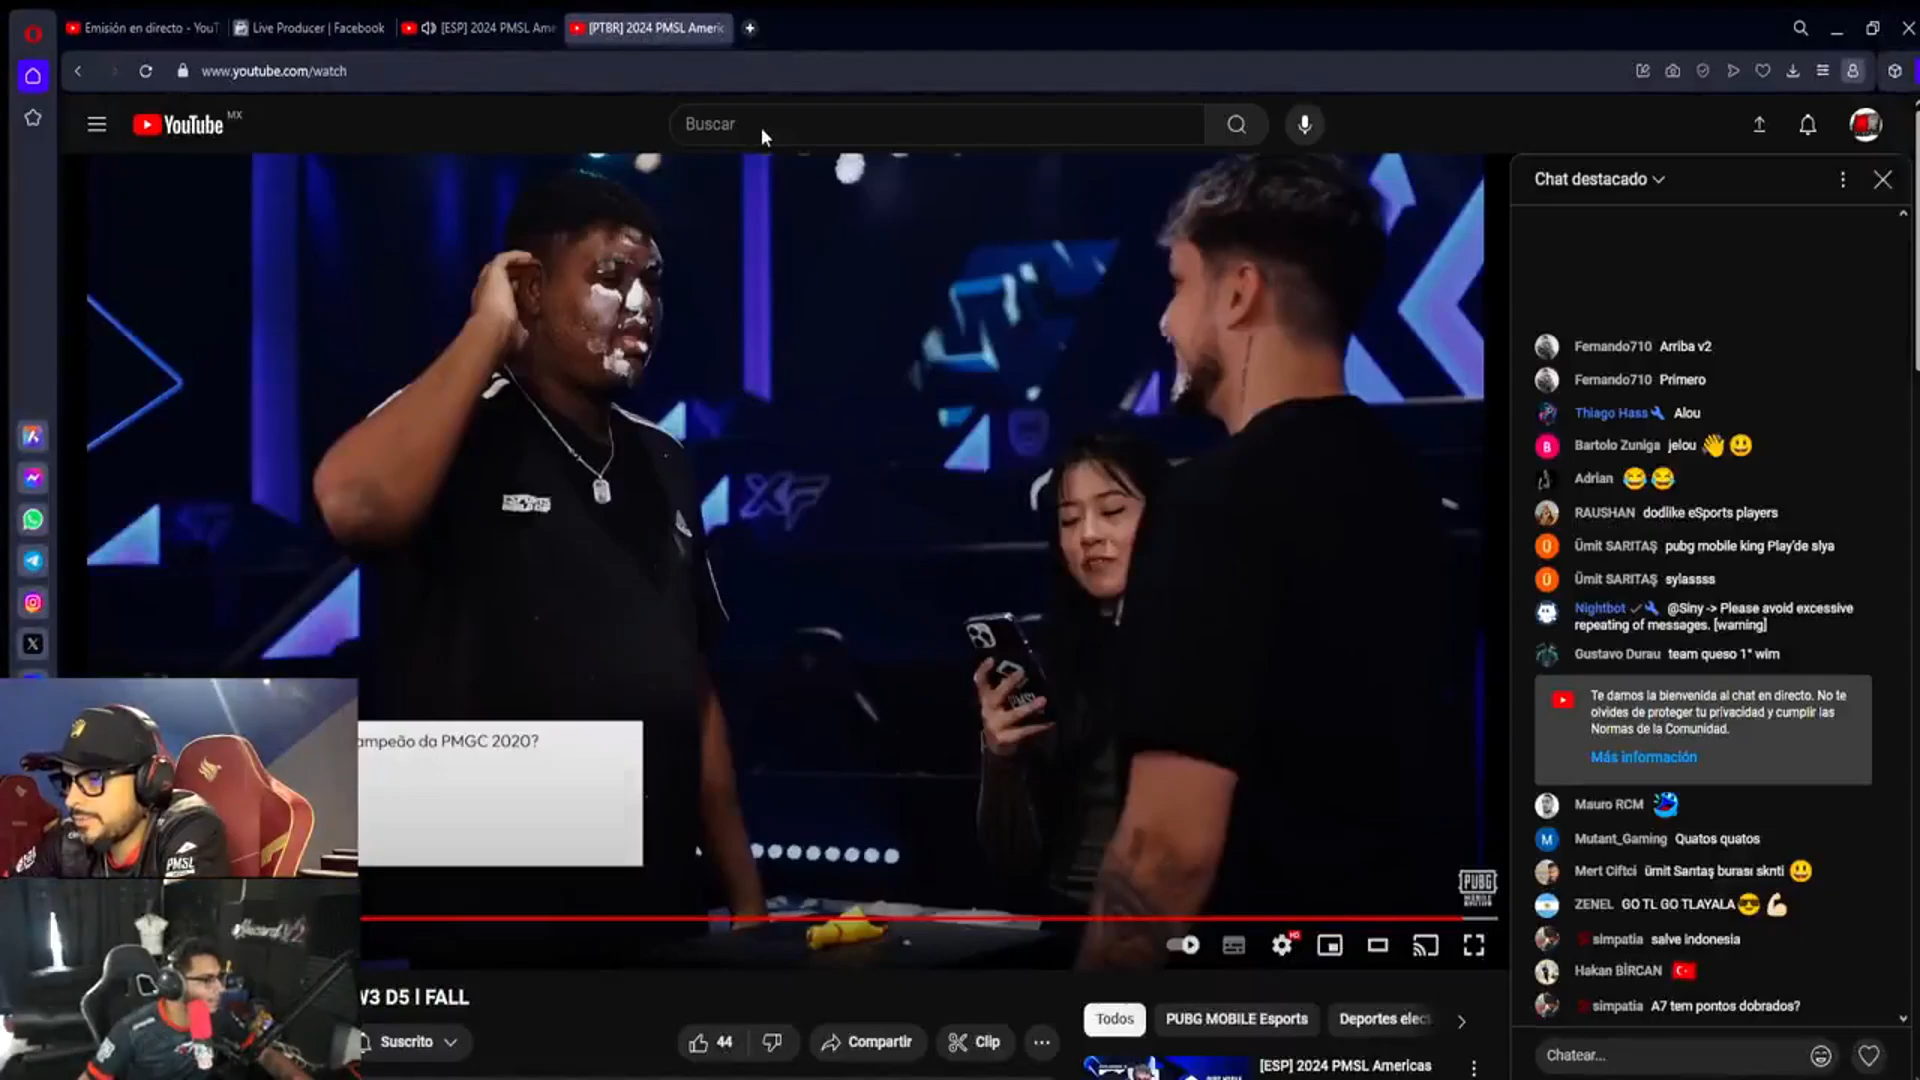 Emisión en directo - YouT
Live Producer | Facebook
[ESP] 2024 PMSL Ame
[PTBR] 2024 PMSL Americ
www.youtube.com/watch
YouTube MX
Buscar
Chat destacado
Fernando710 Arriba v2
Fernando710 Primero
Thiago Hass Alou
B Bartolo Zuniga jelou 👋 😃
Adrian 😂 😂
RAUSHAN dodlike eSports players
Ü Ümit SARITAŞ pubg mobile king Play'de slya
Ü Ümit SARITAŞ sylassss
Nightbot @Siny -> Please avoid excessive
repeating of messages. [warning]
Gustavo Durau team queso 1° wim
Te damos la bienvenida al chat en directo. No te
olvides de proteger tu privacidad y cumplir las
Normas de la Comunidad.
Más información
Mauro RCM
M Mutant_Gaming Quatos quatos
Mert Ciftci ümit Santaş burası sknti 😃
ZENEL GO TL GO TLAYALA 😎 💪
simpatia salve indonesia
Hakan BİRCAN 🇹🇷
simpatia A7 tem pontos dobrados?
Chatear...
XF
PMSL
ampeão da PMGC 2020?
PMSL
PUBG
MOBILE
HD
W3 D5 l FALL
Suscrito
44
Compartir
Clip
Todos
PUBG MOBILE Esports
Deportes elec
[ESP] 2024 PMSL Americas